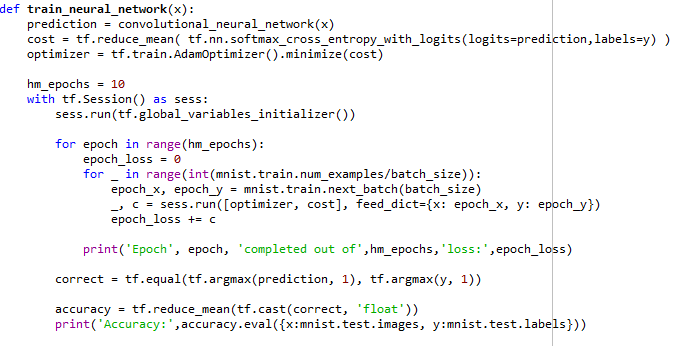 def train_neural_network(x):
    prediction = convolutional_neural_network(x)
    cost = tf.reduce_mean( tf.nn.softmax_cross_entropy_with_logits(logits=prediction,labels=y) )
    optimizer = tf.train.AdamOptimizer().minimize(cost)

    hm_epochs = 10
    with tf.Session() as sess:
        sess.run(tf.global_variables_initializer())

        for epoch in range(hm_epochs):
            epoch_loss = 0
            for _ in range(int(mnist.train.num_examples/batch_size)):
                epoch_x, epoch_y = mnist.train.next_batch(batch_size)
                _, c = sess.run([optimizer, cost], feed_dict={x: epoch_x, y: epoch_y})
                epoch_loss += c

            print('Epoch', epoch, 'completed out of',hm_epochs,'loss:',epoch_loss)

        correct = tf.equal(tf.argmax(prediction, 1), tf.argmax(y, 1))

        accuracy = tf.reduce_mean(tf.cast(correct, 'float'))
        print('Accuracy:',accuracy.eval({x:mnist.test.images, y:mnist.test.labels}))